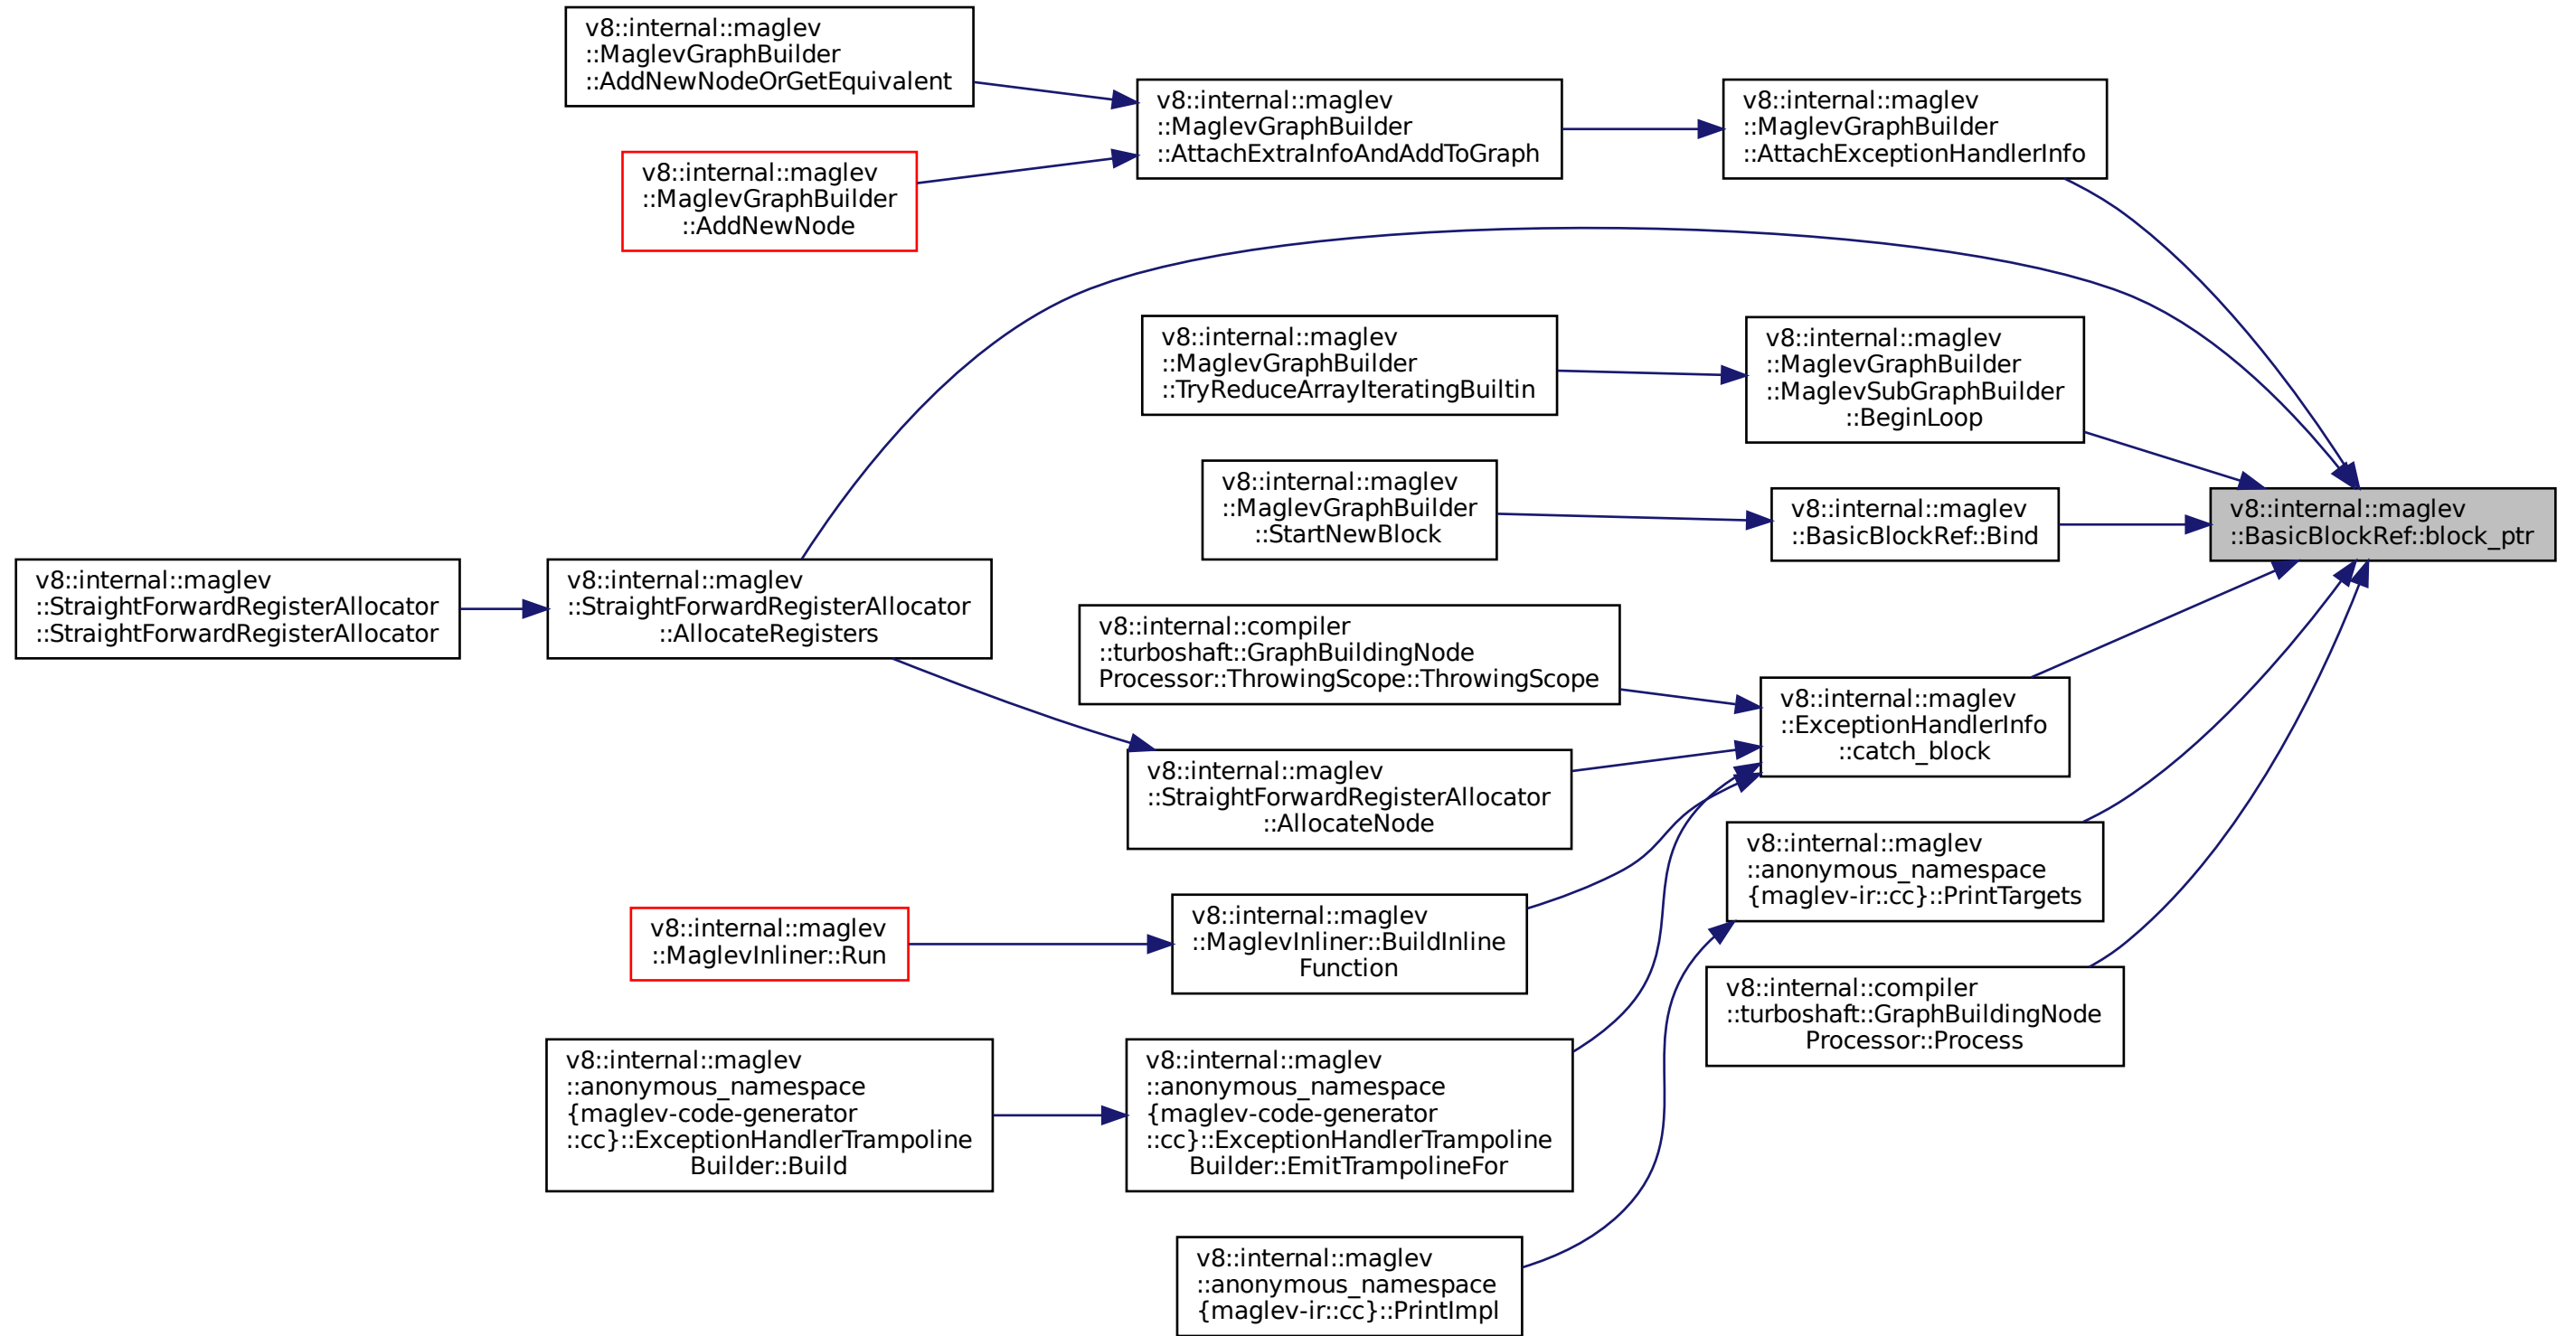 v8::internal::maglev
::MaglevGraphBuilder
::AddNewNodeOrGetEquivalent
v8::internal::maglev
::MaglevGraphBuilder
::AttachExtraInfoAndAddToGraph
v8::internal::maglev
::MaglevGraphBuilder
::AttachExceptionHandlerInfo
v8::internal::maglev
::MaglevGraphBuilder
::AddNewNode
v8::internal::maglev
::MaglevGraphBuilder
::TryReduceArrayIteratingBuiltin
v8::internal::maglev
::MaglevGraphBuilder
::MaglevSubGraphBuilder
::BeginLoop
v8::internal::maglev
::MaglevGraphBuilder
::StartNewBlock
v8::internal::maglev
::BasicBlockRef::Bind
v8::internal::maglev
::BasicBlockRef::block_ptr
v8::internal::maglev
::StraightForwardRegisterAllocator
::StraightForwardRegisterAllocator
v8::internal::maglev
::StraightForwardRegisterAllocator
::AllocateRegisters
v8::internal::compiler
::turboshaft::GraphBuildingNode
Processor::ThrowingScope::ThrowingScope
v8::internal::maglev
::ExceptionHandlerInfo
::catch_block
v8::internal::maglev
::StraightForwardRegisterAllocator
::AllocateNode
v8::internal::maglev
::anonymous_namespace
{maglev-ir::cc}::PrintTargets
v8::internal::maglev
::MaglevInliner::Run
v8::internal::maglev
::MaglevInliner::BuildInline
Function
v8::internal::compiler
::turboshaft::GraphBuildingNode
Processor::Process
v8::internal::maglev
::anonymous_namespace
{maglev-code-generator
::cc}::ExceptionHandlerTrampoline
Builder::Build
v8::internal::maglev
::anonymous_namespace
{maglev-code-generator
::cc}::ExceptionHandlerTrampoline
Builder::EmitTrampolineFor
v8::internal::maglev
::anonymous_namespace
{maglev-ir::cc}::PrintImpl